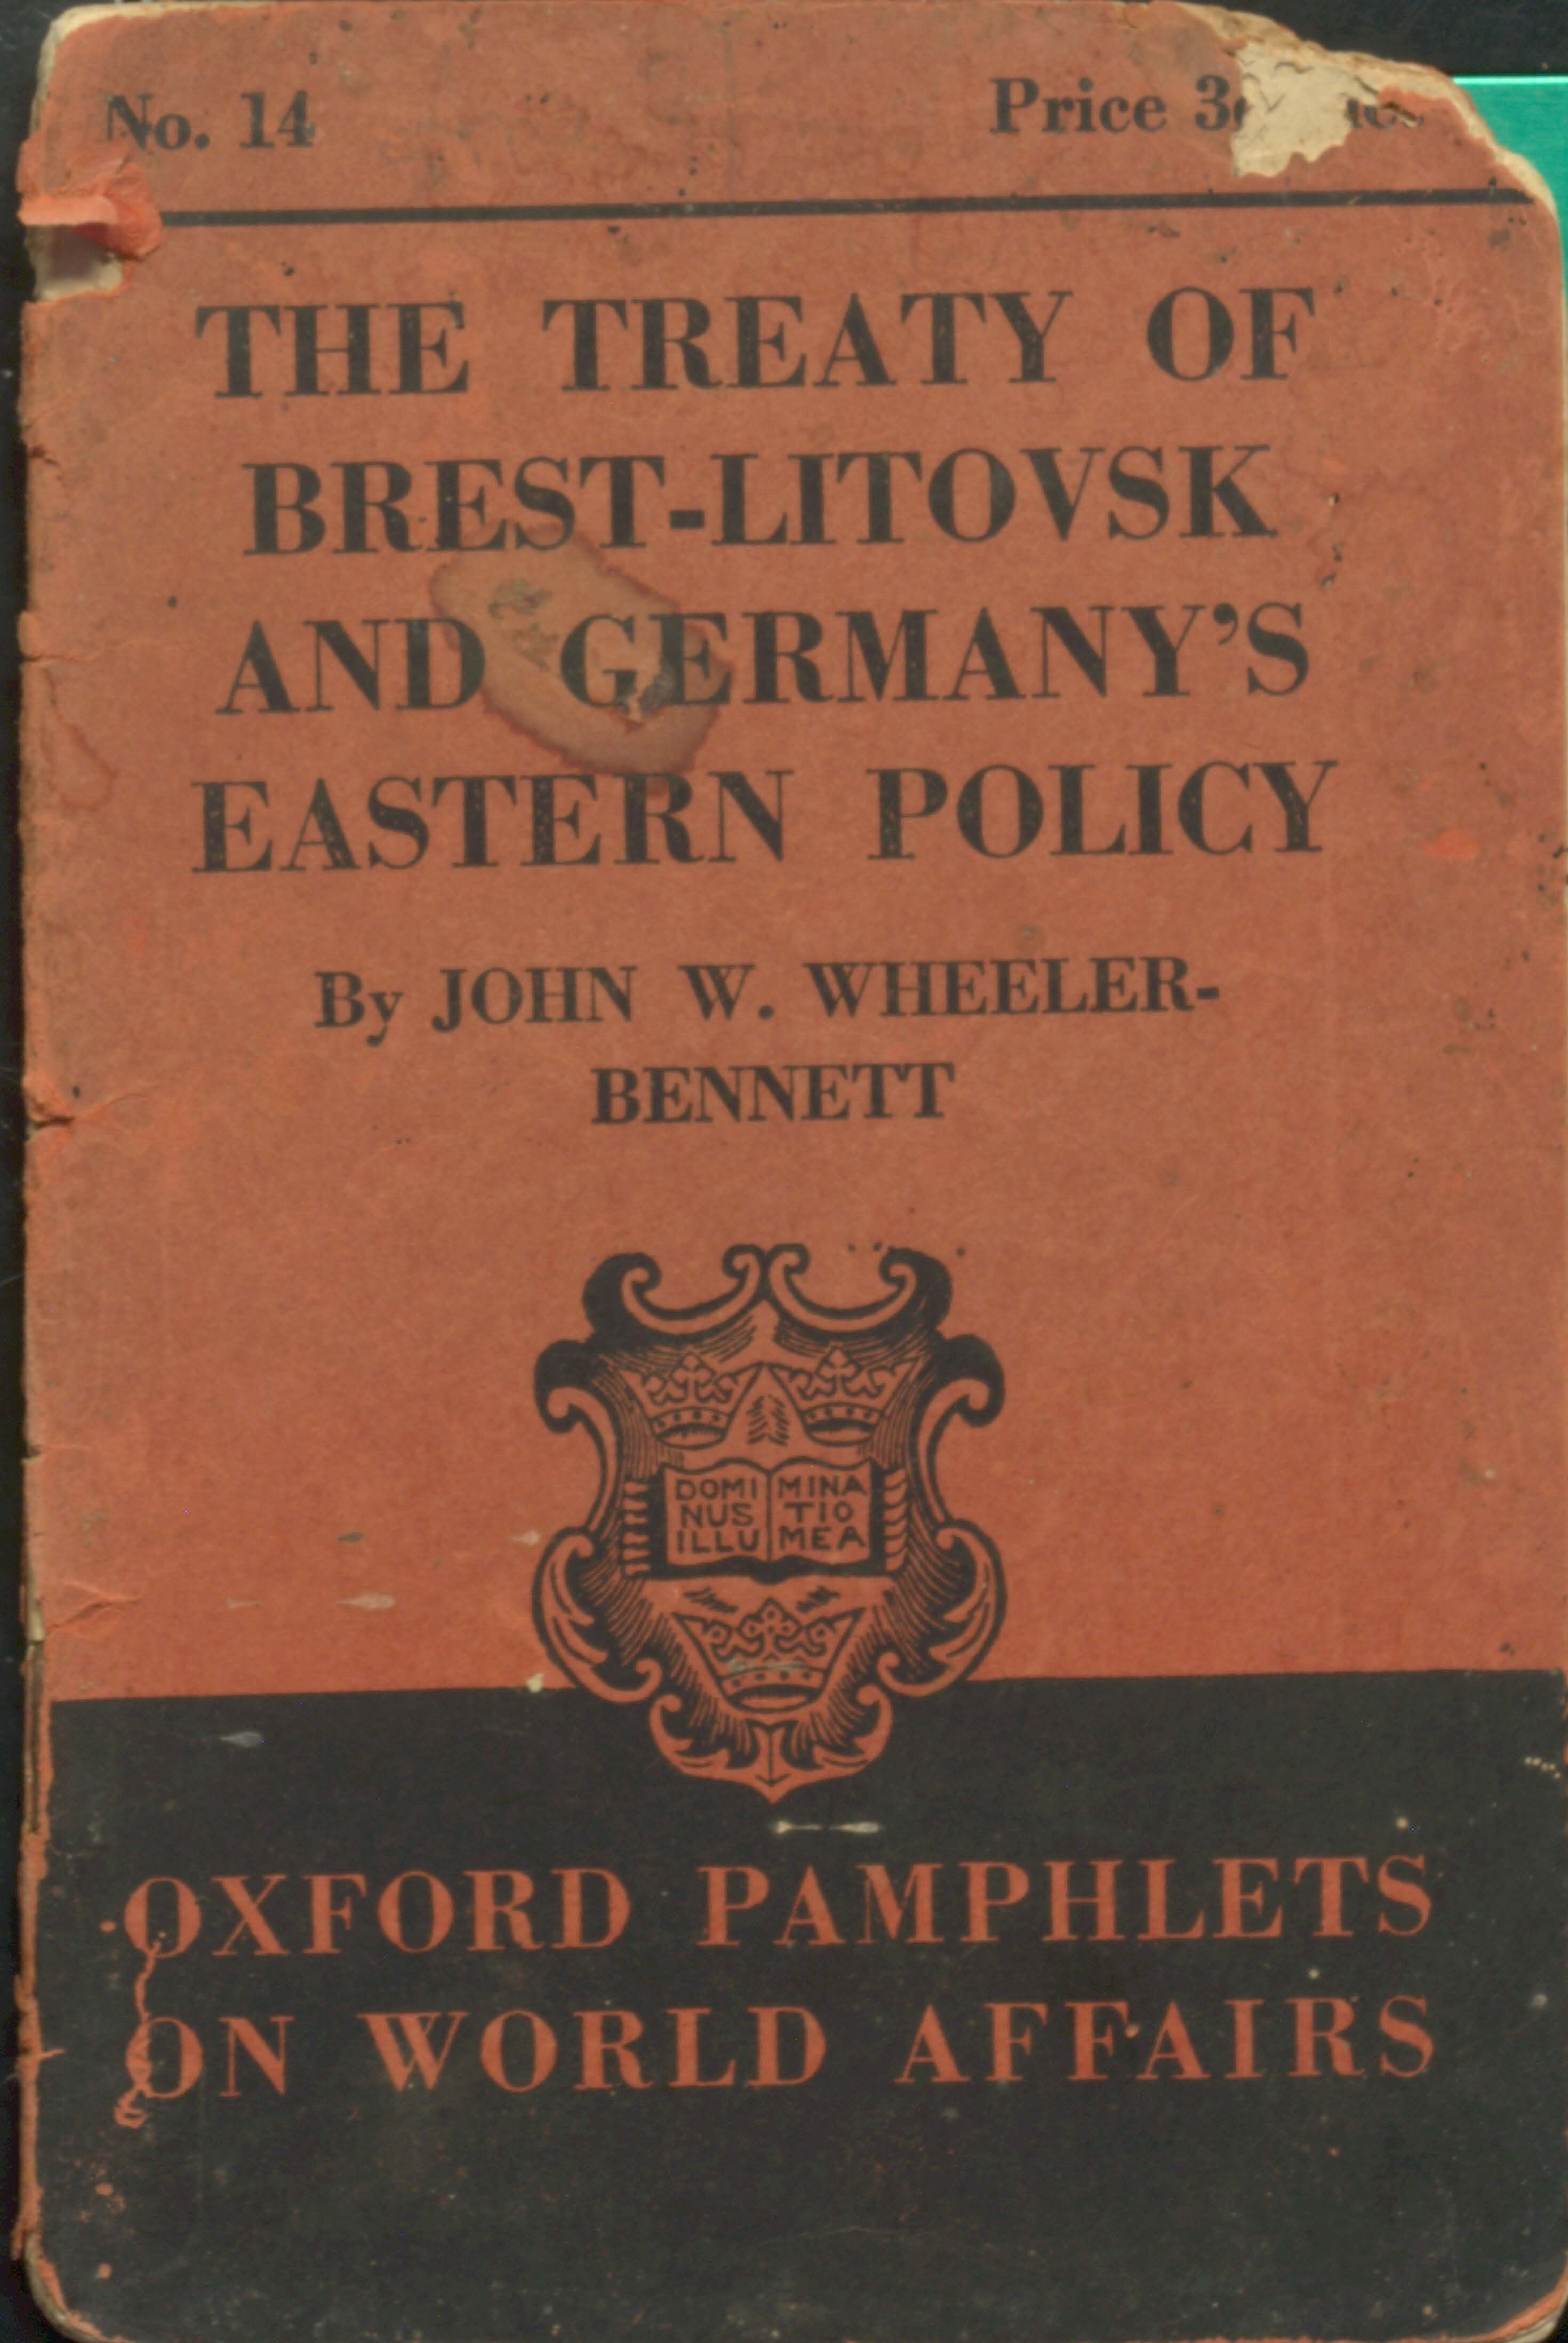 No. 14
Price 3
THE TREATY OF
BREST-LITOVSK
AND GERMANY'S
EASTERN POLICY
By JOHN W. WHEELER-
BENNETT
DOMI MINA
NUS TIO
ILLU MEA
OXFORD PAMPHLETS
ON WORLD AFFAIRS